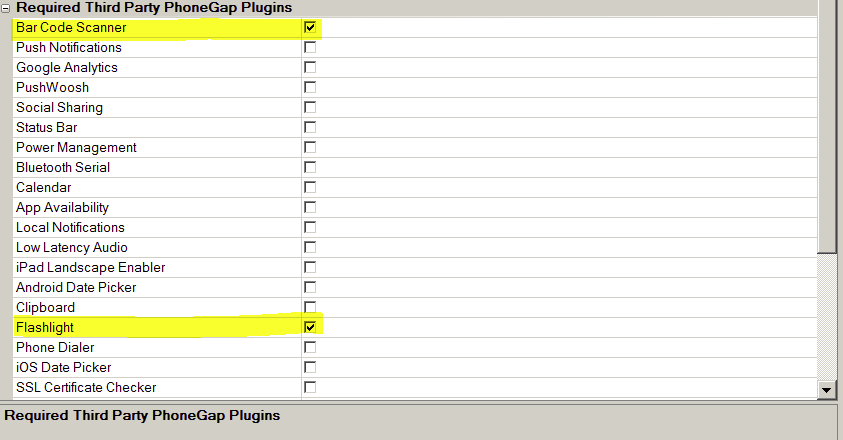 Required Third Party PhoneGap Plugins
Bar Code Scanner
Push Notifications
Google Analytics
PushWoosh
Social Sharing
Status Bar
Power Management
Bluetooth Serial
Calendar
App Availability
Local Notifications
Low Latency Audio
iPad Landscape Enabler
Android Date Picker
Clipboard
Flashlight
Phone Dialer
iOS Date Picker
SSL Certificate Checker
Required Third Party PhoneGap Plugins